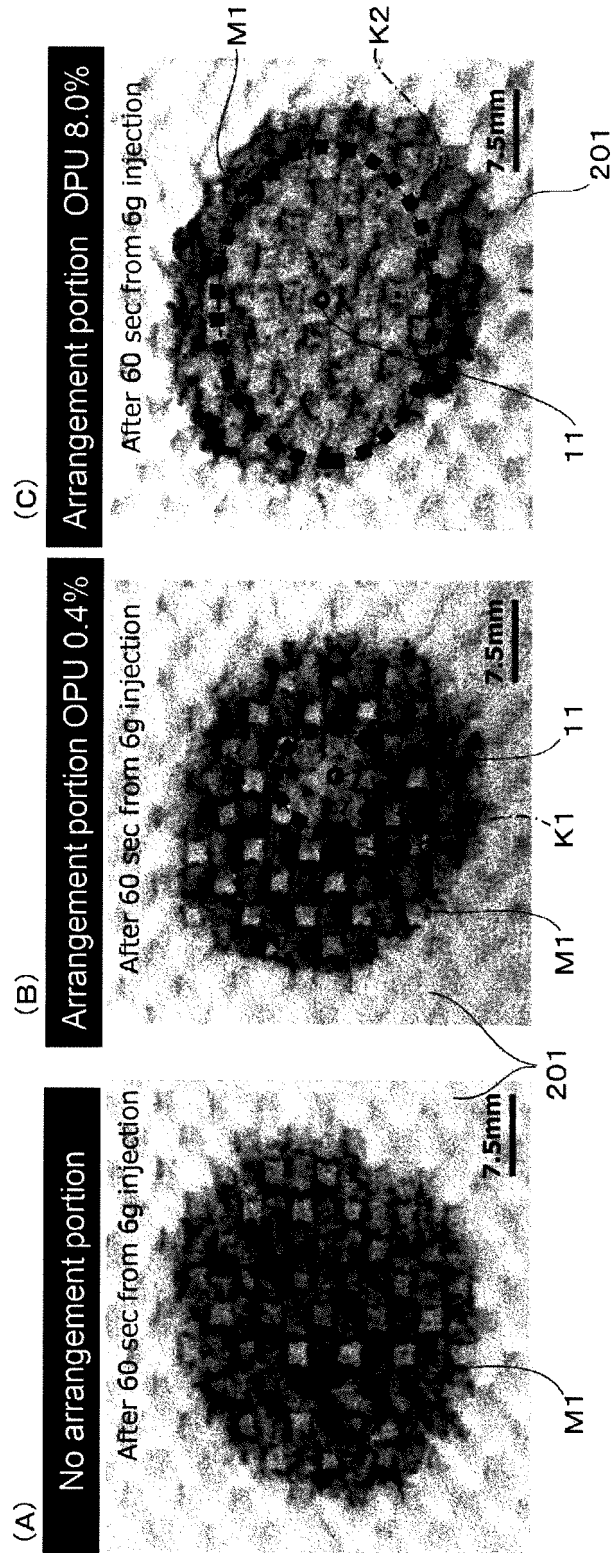 (A)
No arrangement portion
After 60 sec from 6g injection
7.5mm
M1
201
(B)
Arrangement portion OPU 0.4%
After 60 sec from 6g injection
7.5mm
M1
K1
11
(C)
Arrangement portion OPU 8.0%
After 60 sec from 6g injection
7.5mm
M1
K2
11
201